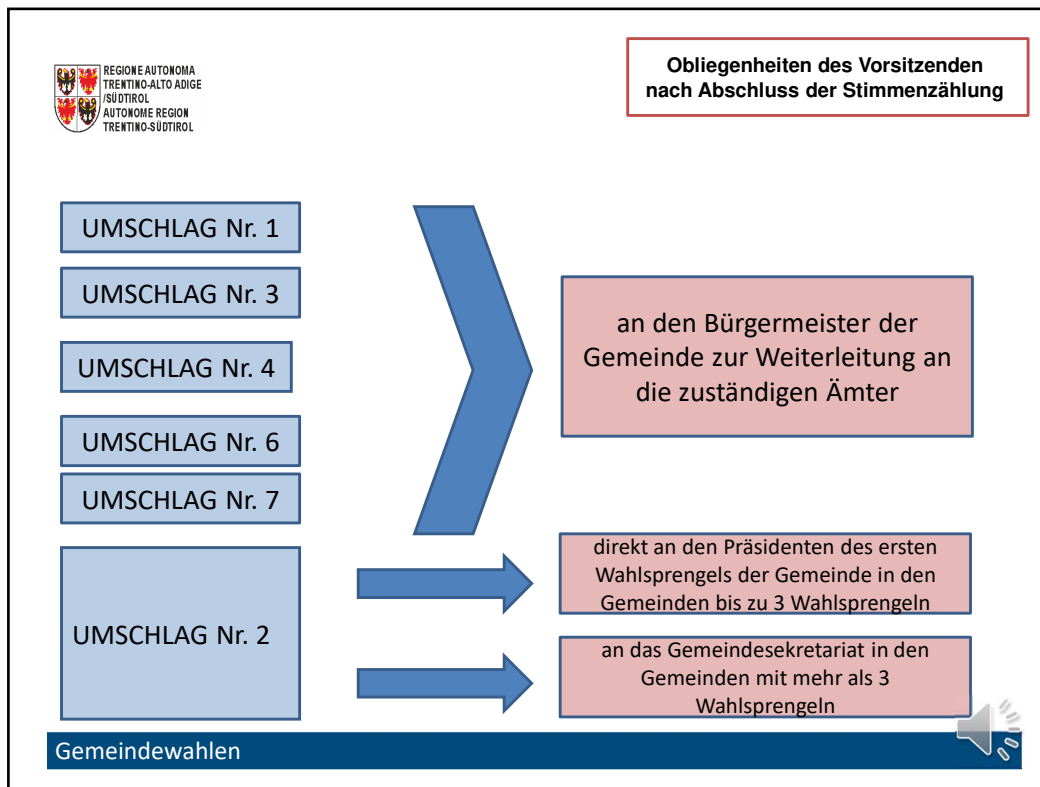 REGIONE AUTONOMA
TRENTINO-ALTO ADIGE
/SÜDTIROL
AUTONOME REGION
TRENTINO-SÜDTIROL
Obliegenheiten des Vorsitzenden
nach Abschluss der Stimmenzählung
UMSCHLAG Nr. 1
UMSCHLAG Nr. 3
UMSCHLAG Nr. 4
UMSCHLAG Nr. 6
UMSCHLAG Nr. 7
an den Bürgermeister der
Gemeinde zur Weiterleitung an
die zuständigen Ämter
UMSCHLAG Nr. 2
direkt an den Präsidenten des ersten
Wahlsprengels der Gemeinde in den
Gemeinden bis zu 3 Wahlsprengeln
an das Gemeindesekretariat in den
Gemeinden mit mehr als 3
Wahlsprengeln
Gemeindewahlen